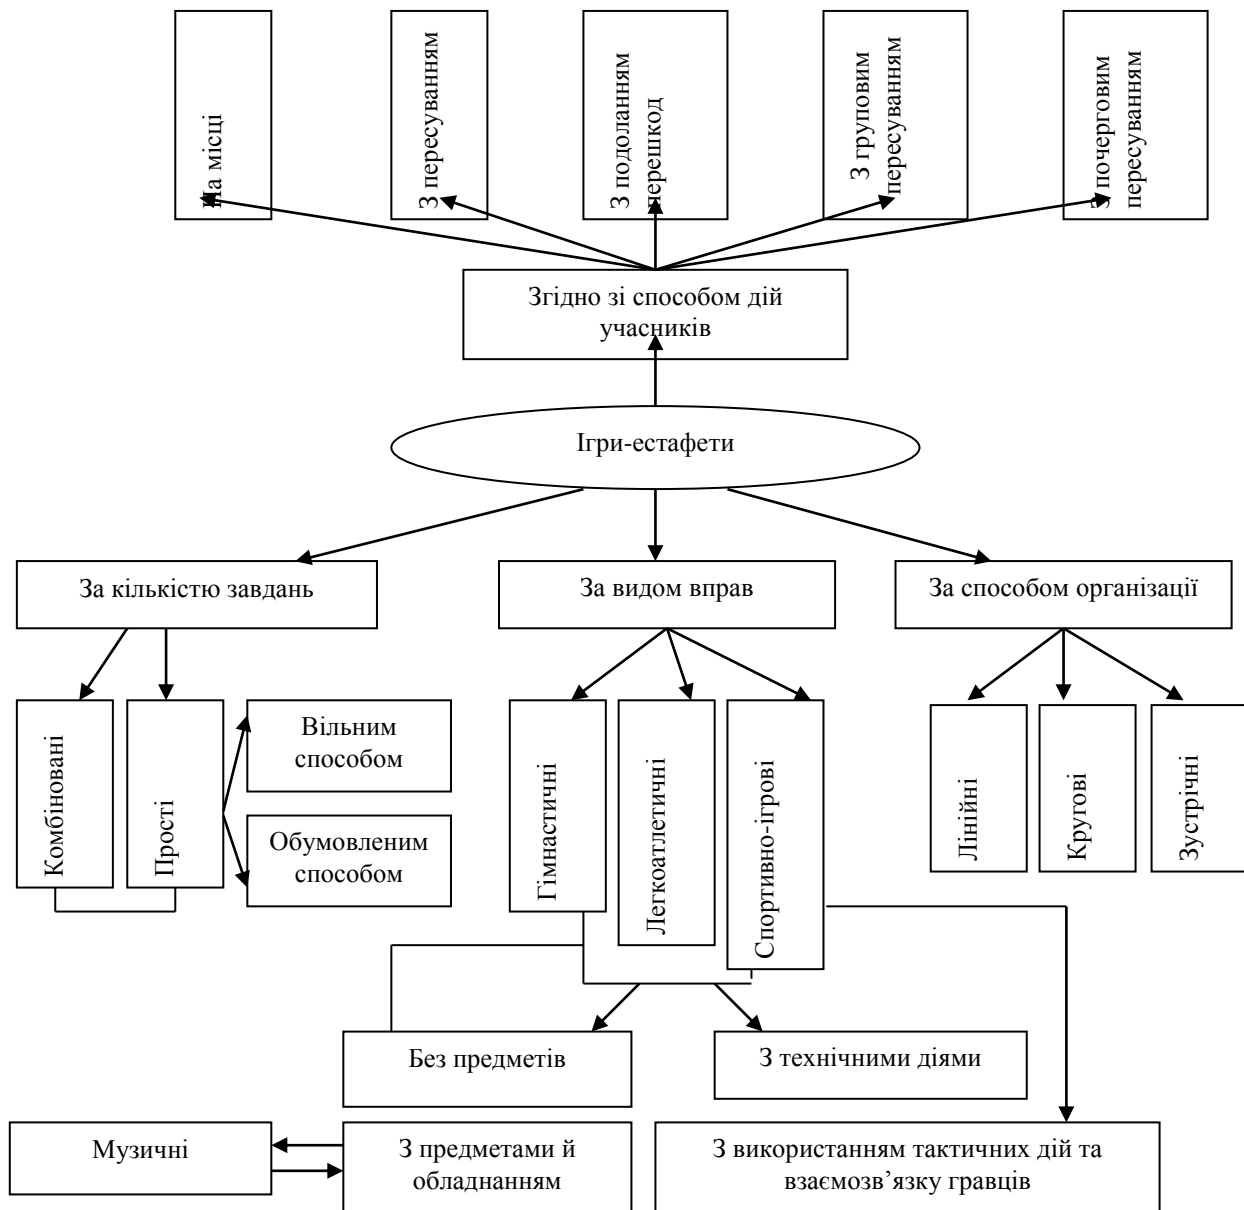 На місці
З пересуванням
З подоланням
перешкод
З груповим
пересуванням
З почерговим
пересуванням
Згідно зі способом дій
учасників
Ігри-естафети
За кількістю завдань
За видом вправ
За способом організації
Комбіновані
Прості
Вільним
способом
Обумовленим
способом
Гімнастичні
Легкоатлетичні
Спортивно-ігрові
Лінійні
Кругові
Зустрічні
Без предметів
З технічними діями
Музичні
З предметами й
обладнанням
З використанням тактичних дій та
взаємозв’язку гравців